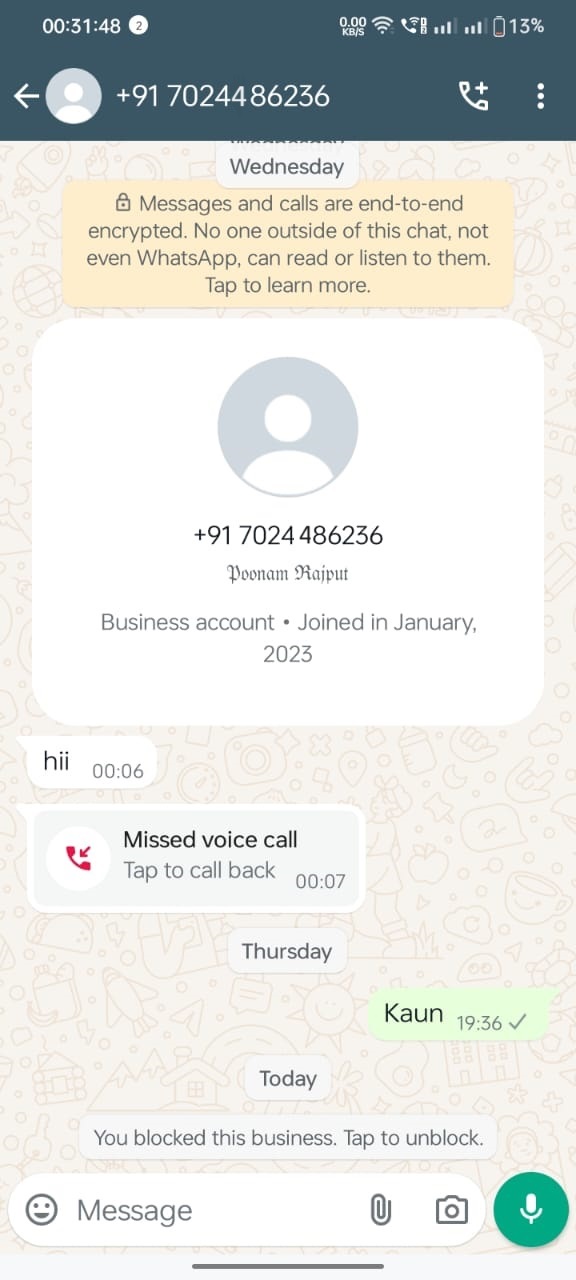 00:31:48 2 0.00 KB/S 13%
+91 70244 86236
Wednesday
Messages and calls are end-to-end
encrypted. No one outside of this chat, not
even WhatsApp, can read or listen to them.
Tap to learn more.
+91 7024 486236
𝔓𝔬𝔬𝔫𝔞𝔪 ℜ𝔞𝔧𝔭𝔲𝔱
Business account • Joined in January,
2023
hii 00:06
Missed voice call
Tap to call back 00:07
Thursday
Kaun 19:36
Today
You blocked this business. Tap to unblock.
Message